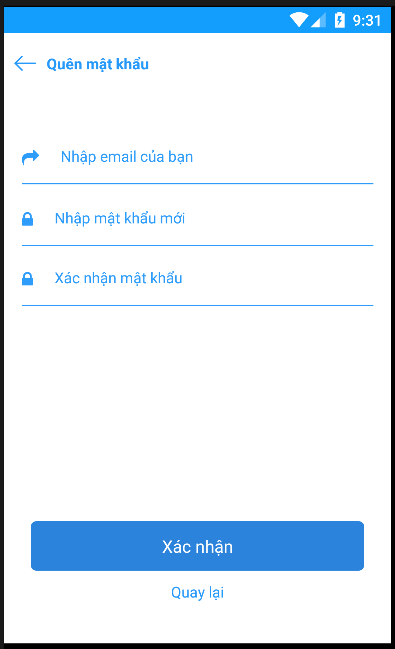 9:31
Quên mật khẩu
Nhập email của bạn
Nhập mật khẩu mới
Xác nhận mật khẩu
Xác nhận
Quay lại